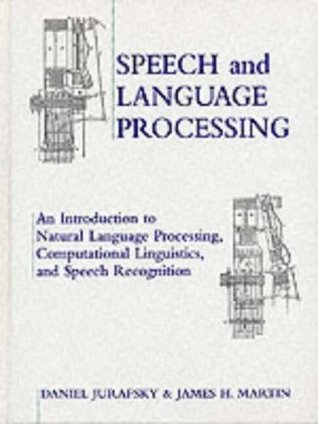 SPEECH and
LANGUAGE
PROCESSING
An Introduction to
Natural Language Processing,
Computational Linguistics,
and Speech Recognition
DANIEL JURAFSKY & JAMES H. MARTIN